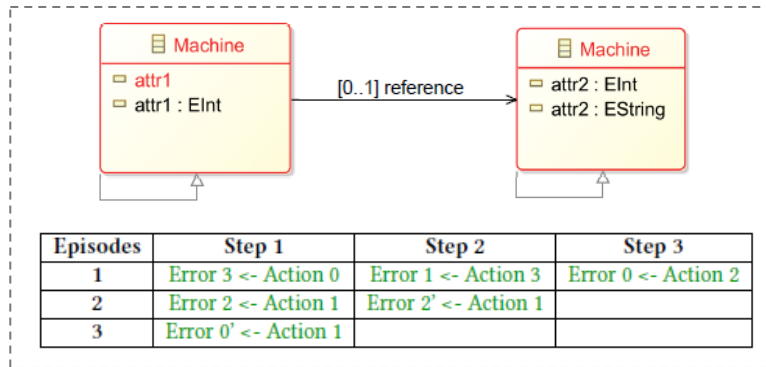 Machine
attr1
attr1 : EInt
[0..1] reference
Machine
attr2 : EInt
attr2 : EString
Episodes Step 1 Step 2 Step 3
1 Error 3 <- Action 0 Error 1 <- Action 3 Error 0 <- Action 2
2 Error 2 <- Action 1 Error 2' <- Action 1
3 Error 0' <- Action 1